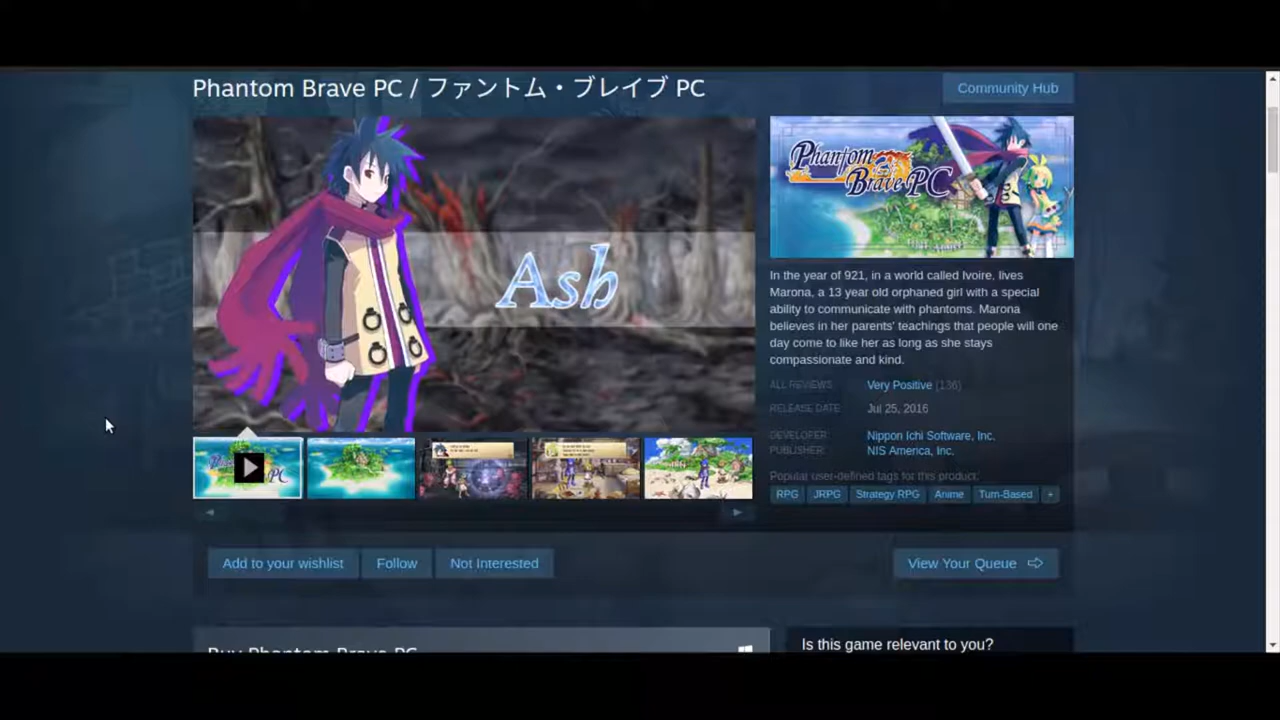 Phantom Brave PC / ファントム・ブレイブ PC
Community Hub
Ash
Phantom
Brave PC
In the year of 921, in a world called Ivoire, lives
Marona, a 13 year old orphaned girl with a special
ability to communicate with phantoms. Marona
believes in her parents' teachings that people will one
day come to like her as long as she stays
compassionate and kind.
ALL REVIEWS: Very Positive (136)
RELEASE DATE: Jul 25, 2016
DEVELOPER: Nippon Ichi Software, Inc.
PUBLISHER: NIS America, Inc.
Popular user-defined tags for this product:
RPG JRPG Strategy RPG Anime Turn-Based +
PC
Add to your wishlist Follow Not Interested View Your Queue
Buy Phantom Brave PC
Is this game relevant to you?